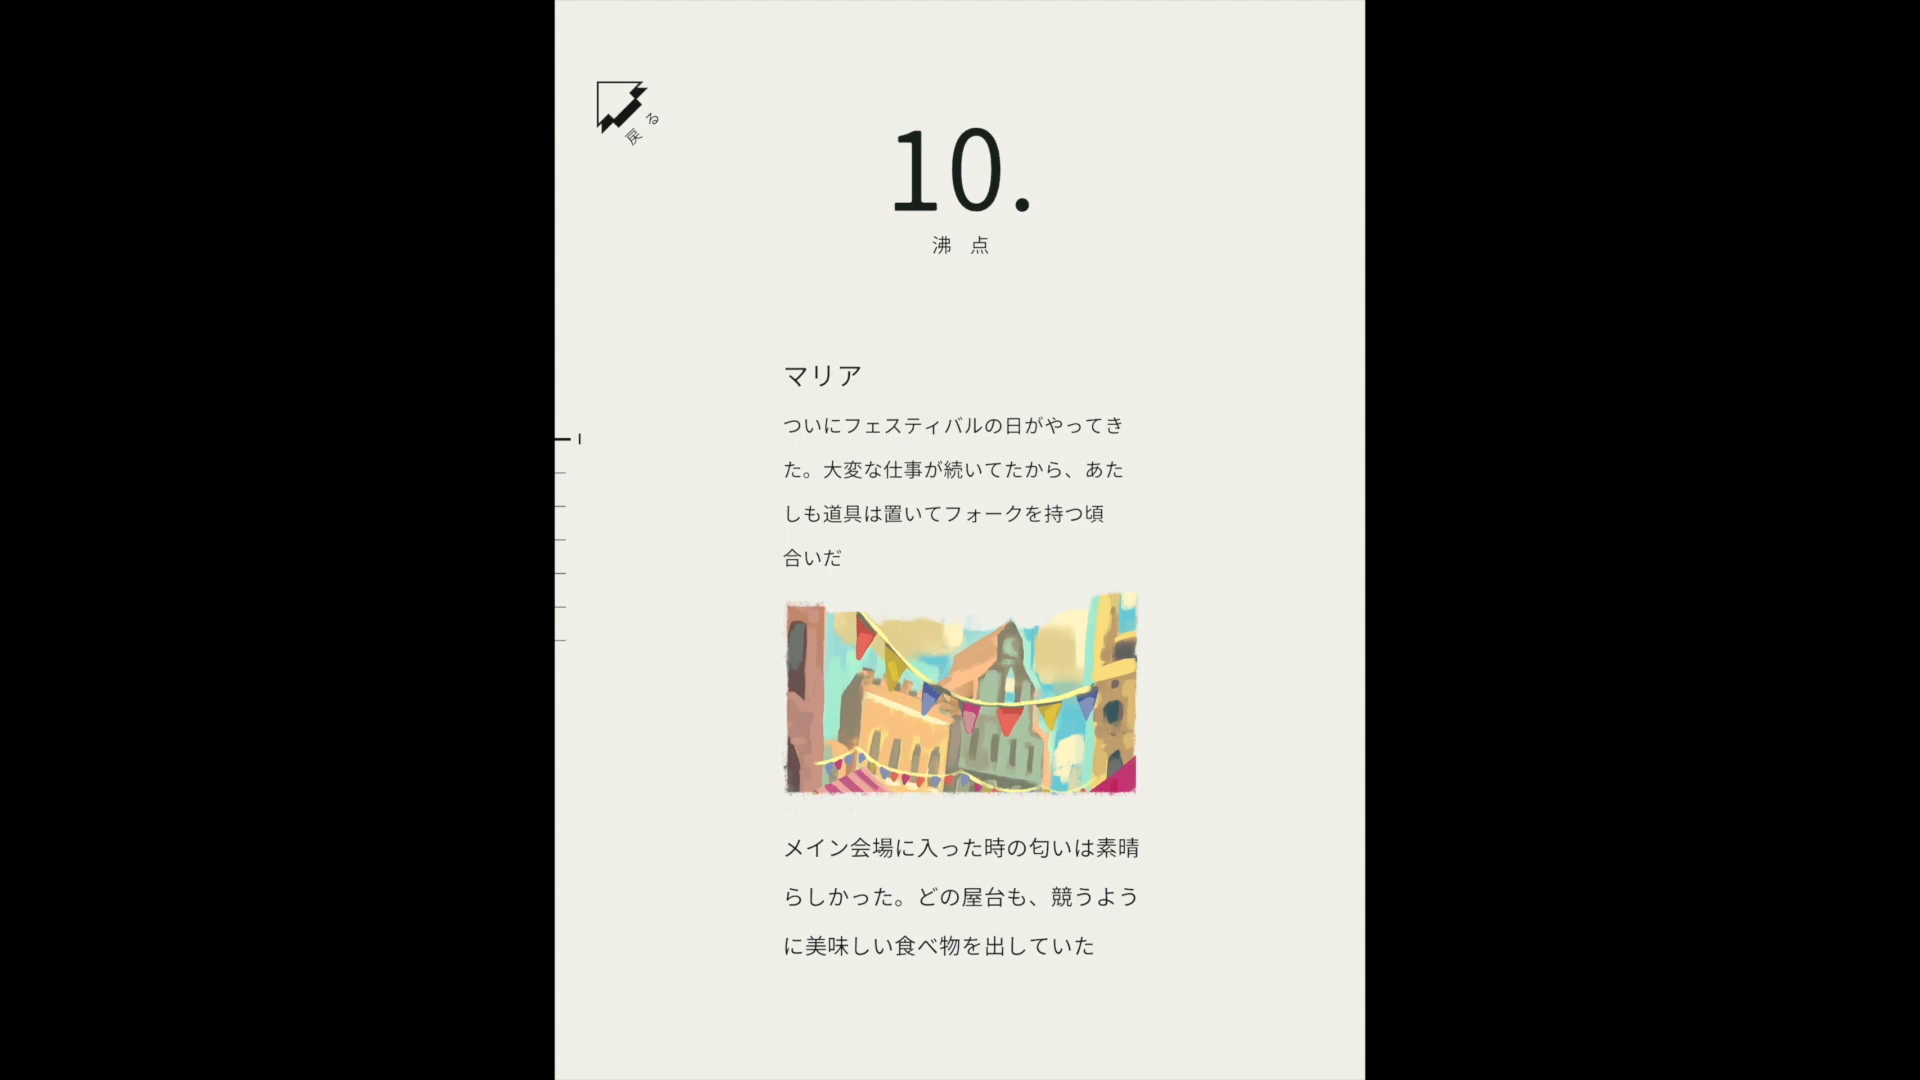 戻る
10.
沸点
マリア
ついにフェスティバルの日がやってき
た。大変な仕事が続いてたから、あた
しも道具は置いてフォークを持つ頃
合いだ
メイン会場に入った時の匂いは素晴
らしかった。どの屋台も、競うよう
に美味しい食べ物を出していた